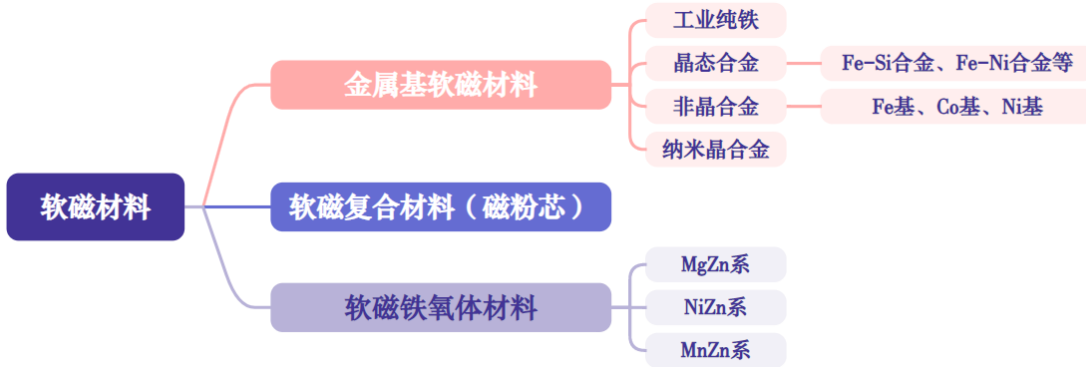 软磁材料
金属基软磁材料
工业纯铁
晶态合金
Fe-Si合金、Fe-Ni合金等
非晶合金
Fe基、Co基、Ni基
纳米晶合金
软磁复合材料（磁粉芯）
软磁铁氧体材料
MgZn系
NiZn系
MnZn系